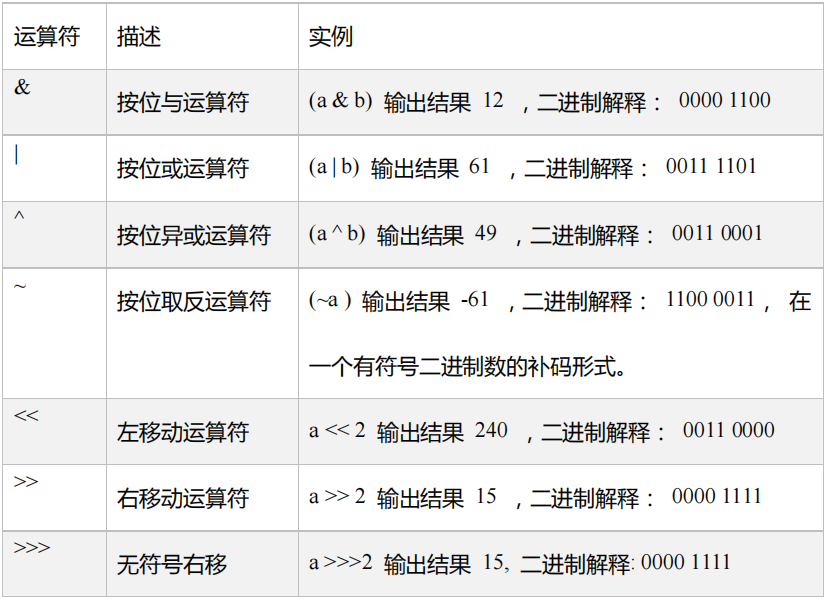 运算符 描述 实例
& 按位与运算符 (a & b) 输出结果 12 ,二进制解释: 0000 1100
| 按位或运算符 (a | b) 输出结果 61 ,二进制解释: 0011 1101
^ 按位异或运算符 (a ^ b) 输出结果 49 ,二进制解释: 0011 0001
~ 按位取反运算符 (~a ) 输出结果 -61 ,二进制解释: 1100 0011, 在
一个有符号二进制数的补码形式。
<< 左移动运算符 a << 2 输出结果 240 ,二进制解释: 0011 0000
>> 右移动运算符 a >> 2 输出结果 15 ,二进制解释: 0000 1111
>>> 无符号右移 a >>>2 输出结果 15, 二进制解释: 0000 1111